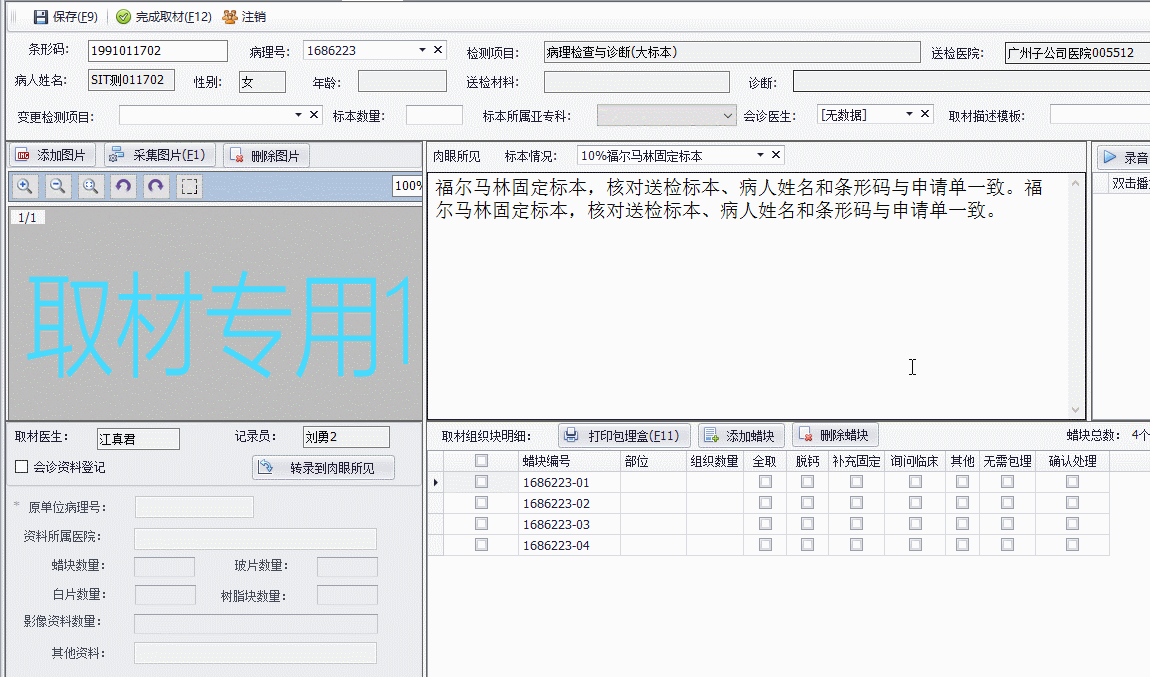 保存(F9) 完成取材(F12) 注销
条形码: 1991011702 病理号: 1686223 检测项目: 病理检查与诊断(大标本) 送检医院: 广州子公司医院005512
病人姓名: SIT测011702 性别: 女 年龄: 送检材料: 诊断:
变更检测项目: 标本数量: 标本所属亚专科: 会诊医生: [无数据] 取材描述模板:
添加图片 采集图片(F1) 删除图片
100%
1/1
取材专用1
肉眼所见 标本情况: 10%福尔马林固定标本
福尔马林固定标本，核对送检标本、病人姓名和条形码与申请单一致。福
尔马林固定标本，核对送检标本、病人姓名和条形码与申请单一致。
录音
双击播
取材医生: 江真君 记录员: 刘勇2
会诊资料登记 转录到肉眼所见
* 原单位病理号:
资料所属医院:
蜡块数量: 玻片数量:
白片数量: 树脂块数量:
影像资料数量:
其他资料:
取材组织块明细: 打印包埋盒(F11) 添加蜡块 删除蜡块 蜡块总数: 4个
蜡块编号 部位 组织数量 全取 脱钙 补充固定 询问临床 其他 无需包埋 确认处理
1686223-01
1686223-02
1686223-03
1686223-04